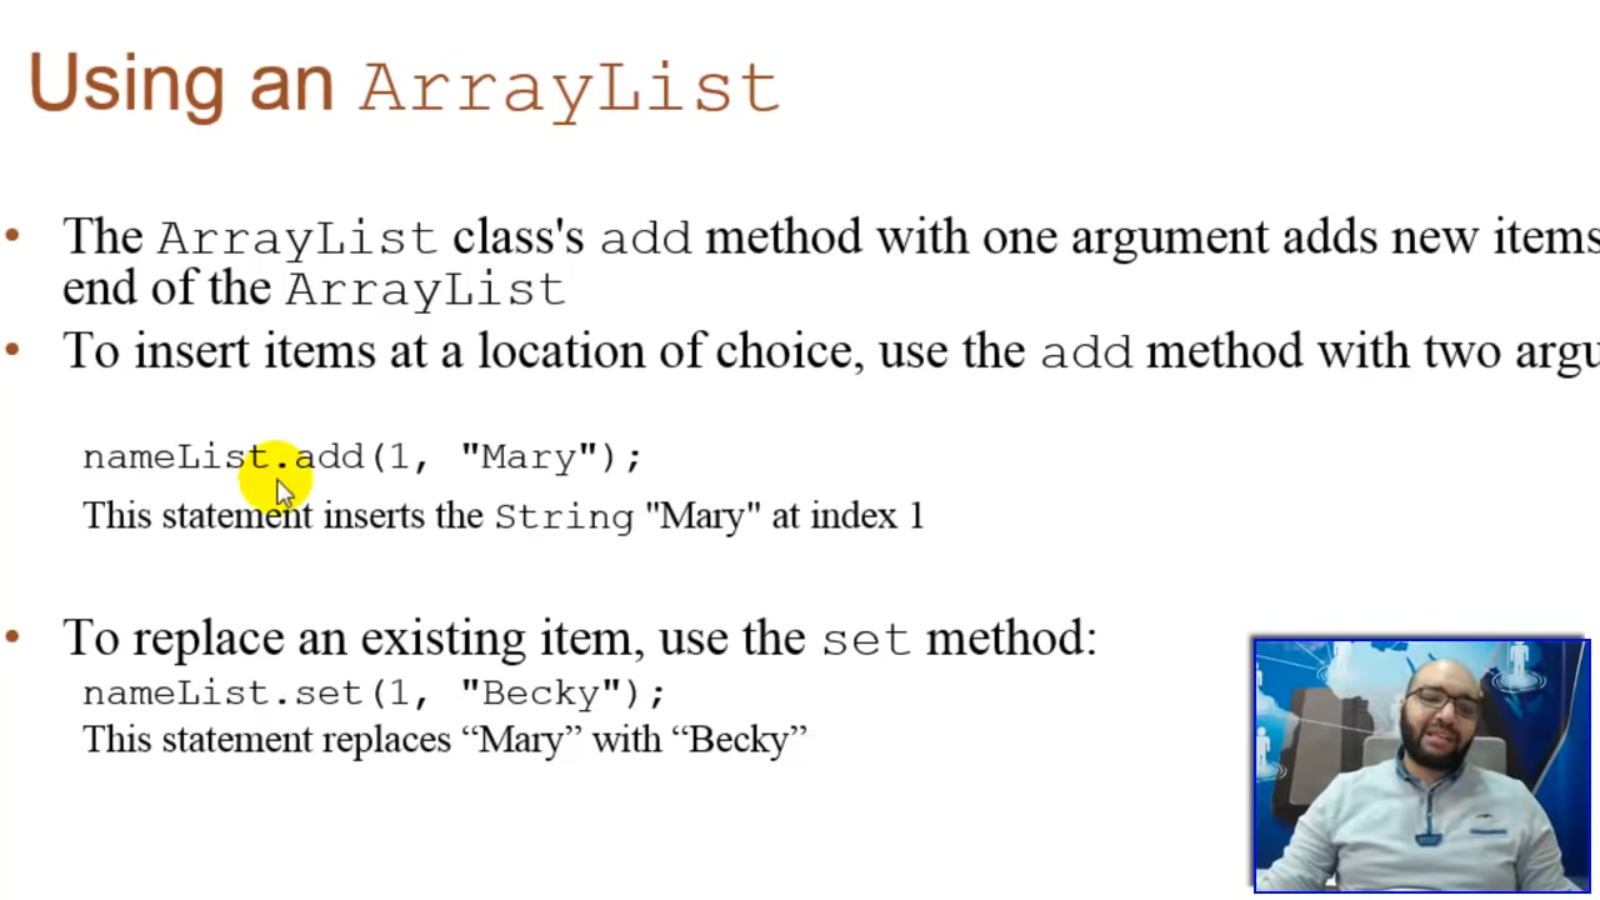 Using an ArrayList
• The ArrayList class's add method with one argument adds new items
end of the ArrayList
• To insert items at a location of choice, use the add method with two argu
nameList.add(1, "Mary");
This statement inserts the String "Mary" at index 1
• To replace an existing item, use the set method:
nameList.set(1, "Becky");
This statement replaces “Mary” with “Becky”